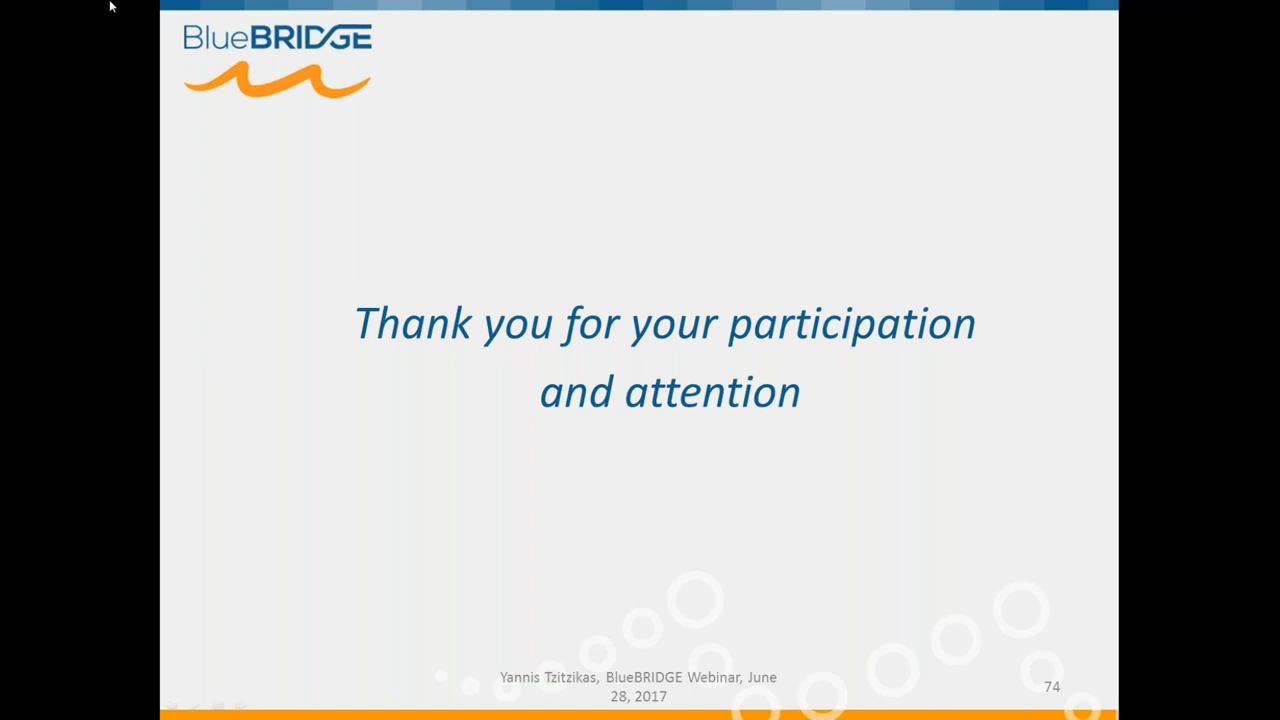 BlueBRIDGE
Thank you for your participation
and attention
Yannis Tzitzikas, BlueBRIDGE Webinar, June
28, 2017
74